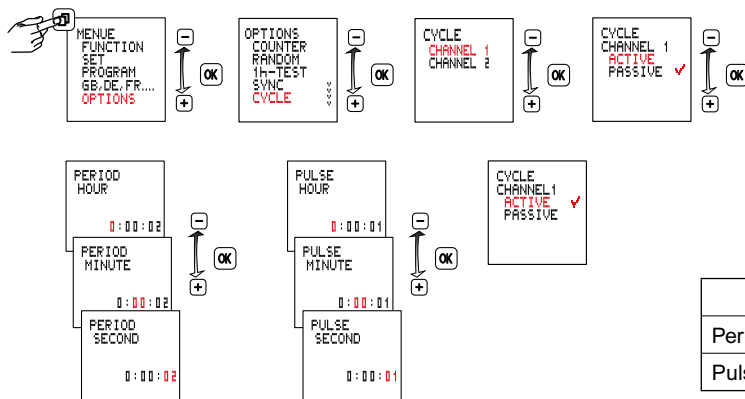 MENUE
FUNCTION
SET
PROGRAM
GB,DE,FR....
OPTIONS
OK
OPTIONS
COUNTER
RANDOM
1h-TEST
SYNC
CYCLE
OK
CYCLE
CHANNEL 1
CHANNEL 2
OK
CYCLE
CHANNEL 1
ACTIVE
PASSIVE ✓
OK
PERIOD
HOUR
0:00:02
PERIOD
MINUTE
0:00:02
PERIOD
SECOND
0:00:02
OK
PULSE
HOUR
0:00:01
PULSE
MINUTE
0:00:01
PULSE
SECOND
0:00:01
OK
CYCLE
CHANNEL1
ACTIVE ✓
PASSIVE
Per